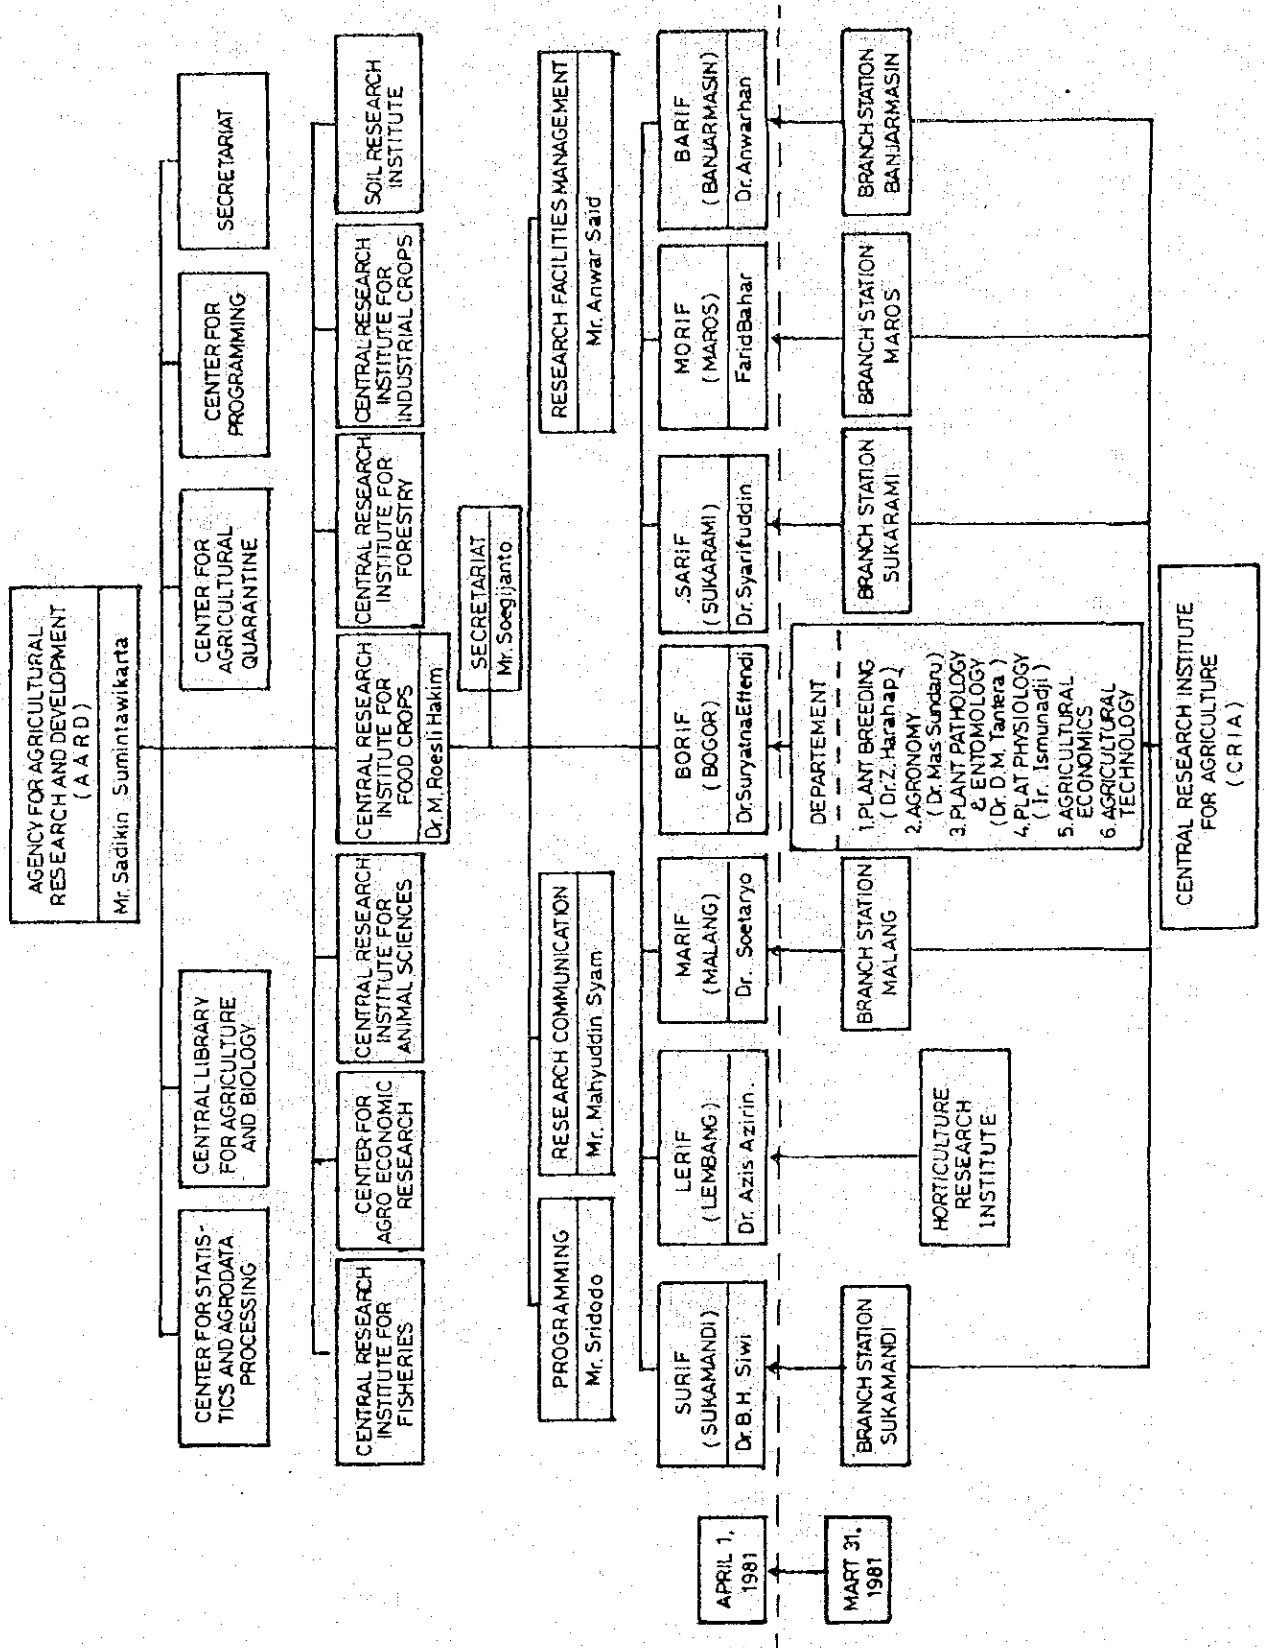 AGENCY FOR AGRICULTURAL
RESEARCH AND DEVELOPMENT
( A A R D )
Mr. Sadikin Sumintawikarta
CENTER FOR STATIS-
TICS AND AGRODATA
PROCESSING
CENTRAL LIBRARY
FOR AGRICULTURE
AND BIOLOGY
CENTER FOR
AGRICULTURAL
QUARANTINE
CENTER FOR
PROGRAMMING
SECRETARIAT
CENTRAL RESEARCH
INSTITUTE FOR
FISHERIES
CENTER FOR
AGRO ECONOMIC
RESEARCH
CENTRAL RESEARCH
INSTITUTE FOR
ANIMAL SCIENCES
CENTRAL RESEARCH
INSTITUTE FOR
FOOD CROPS
Dr. M. Roesli Hakim
CENTRAL RESEARCH
INSTITUTE FOR
FORESTRY
CENTRAL RESEARCH
INSTITUTE FOR
INDUSTRIAL CROPS
SOIL RESEARCH
INSTITUTE
SECRETARIAT
Mr. Soegijanto
PROGRAMMING
Mr. Sridodo
RESEARCH COMMUNICATION
Mr. Mahyuddin Syam
RESEARCH FACILITIES MANAGEMENT
Mr. Anwar Said
SURIF
( SUKAMANDI )
Dr. B.H. Siwi
LERIF
( LEMBANG )
Dr. Azis Azirin.
MARIF
(MALANG)
Dr. Soetaryo
BORIF
( BOGOR )
Dr. Suryatna Effendi
SARIF
(SUKARAMI)
Dr. Syarifuddin
MORIF
( MAROS )
Farid Bahar
BARIF
( BANJARMASIN )
Dr. Anwarhan
APRIL 1,
1981
MART 31.
1981
BRANCH STATION
SUKAMANDI
HORTICULTURE
RESEARCH
INSTITUTE
BRANCH STATION
MALANG
DEPARTEMENT
1. PLANT BREEDING
( Dr. Z. Harahap )
2. AGRONOMY
( Dr. Mas Sundaru )
3. PLANT PATHOLOGY
& ENTOMOLOGY
( Dr. D. M. Tantera )
4. PLAT PHYSIOLOGY
( Ir. Ismunadji )
5. AGRICULTURAL
ECONOMICS
6. AGRICULTURAL
TECHNOLOGY
BRANCH STATION
SUKARAMI
BRANCH STATION
MAROS
BRANCH STATION
BANJARMASIN
CENTRAL RESEARCH INSTITUTE
FOR AGRICULTURE
( C R I A )